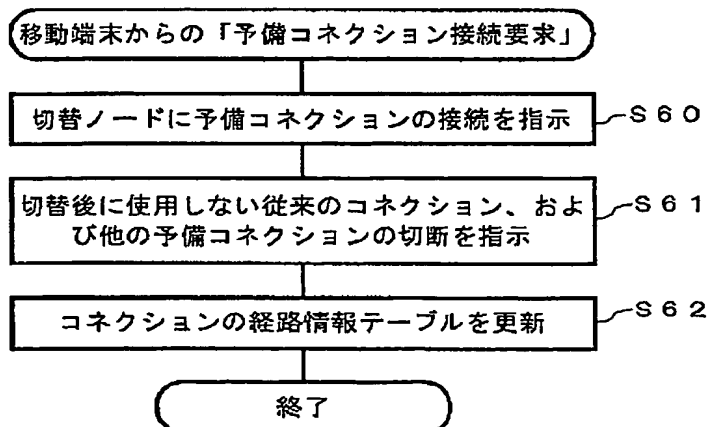 移動端末からの「予備コネクション接続要求」
切替ノードに予備コネクションの接続を指示
S60
切替後に使用しない従来のコネクション、およ
び他の予備コネクションの切断を指示
S61
コネクションの経路情報テーブルを更新
S62
終了